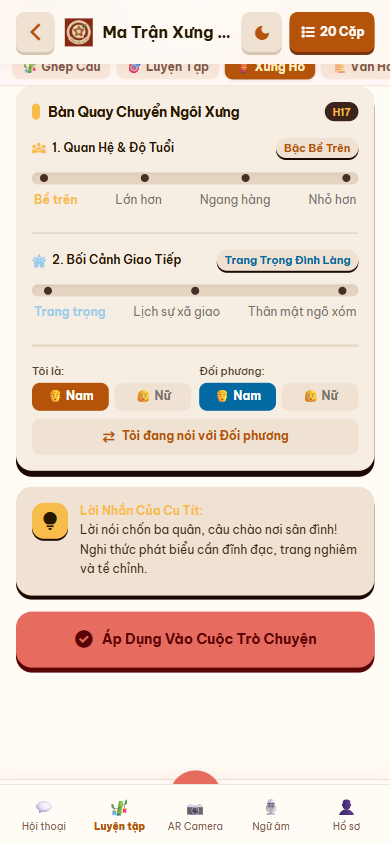 Ma Trận Xưng ...
20 Cặp
Ghép Câu
Luyện Tập
Xưng Hô
Bàn Quay Chuyển Ngôi Xưng
H17
1. Quan Hệ & Độ Tuổi
Bậc Bề Trên
Bề trên
Lớn hơn
Ngang hàng
Nhỏ hơn
2. Bối Cảnh Giao Tiếp
Trang Trọng Đình Làng
Trang trọng
Lịch sự xã giao
Thân mật ngõ xóm
Tôi là:
Đối phương:
Nam
Nữ
Nam
Nữ
Tôi đang nói với Đối phương
Lời Nhắn Của Cu Tít:
Lời nói chốn ba quân, câu chào nơi sân đình!
Nghi thức phát biểu cần đĩnh đạc, trang nghiêm
và tề chỉnh.
Áp Dụng Vào Cuộc Trò Chuyện
Hội thoại
Luyện tập
AR Camera
Ngữ âm
Hồ sơ